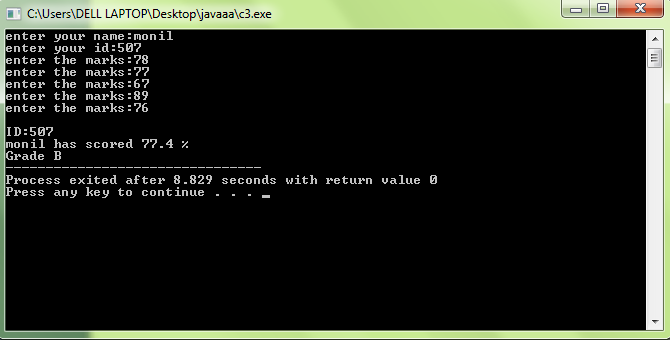 C:\Users\DELL LAPTOP\Desktop\javaaa\c3.exe
enter your name:monil
enter your id:507
enter the marks:78
enter the marks:77
enter the marks:67
enter the marks:89
enter the marks:76
ID:507
monil has scored 77.4 %
Grade B
--------------------------------
Process exited after 8.829 seconds with return value 0
Press any key to continue . . .